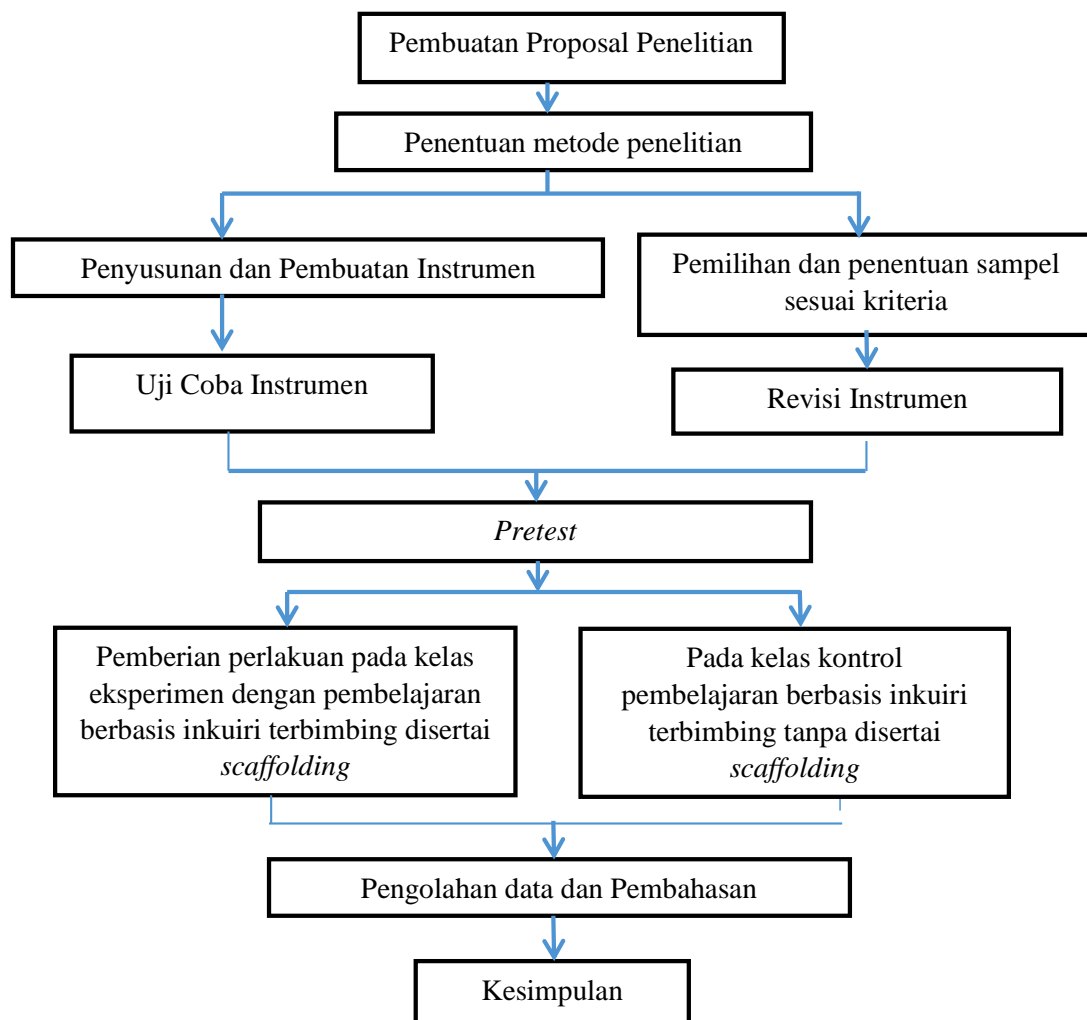 Pembuatan Proposal Penelitian
Penentuan metode penelitian
Penyusunan dan Pembuatan Instrumen
Pemilihan dan penentuan sampel
sesuai kriteria
Uji Coba Instrumen
Revisi Instrumen
Pretest
Pemberian perlakuan pada kelas
eksperimen dengan pembelajaran
berbasis inkuiri terbimbing disertai
scaffolding
Pada kelas kontrol
pembelajaran berbasis inkuiri
terbimbing tanpa disertai
scaffolding
Pengolahan data dan Pembahasan
Kesimpulan